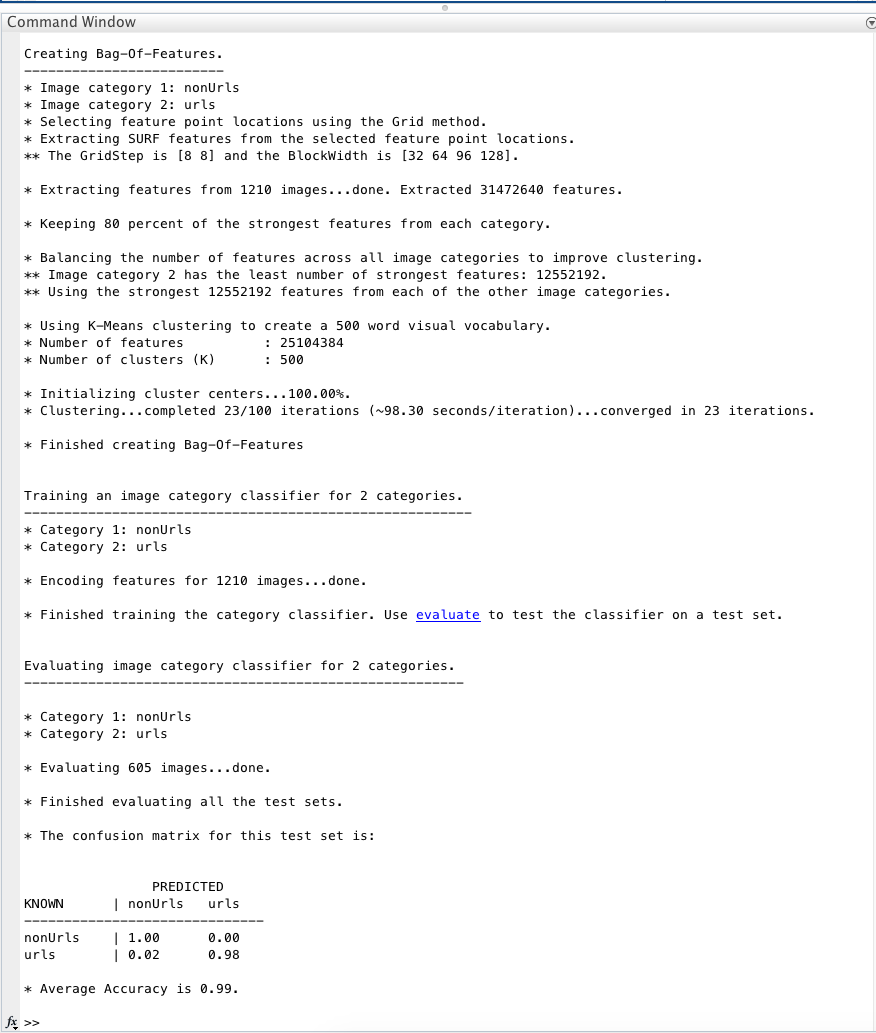 Command Window
Creating Bag-Of-Features.
-------------------------
* Image category 1: nonUrls
* Image category 2: urls
* Selecting feature point locations using the Grid method.
* Extracting SURF features from the selected feature point locations.
** The GridStep is [8 8] and the BlockWidth is [32 64 96 128].
* Extracting features from 1210 images...done. Extracted 31472640 features.
* Keeping 80 percent of the strongest features from each category.
* Balancing the number of features across all image categories to improve clustering.
** Image category 2 has the least number of strongest features: 12552192.
** Using the strongest 12552192 features from each of the other image categories.
* Using K-Means clustering to create a 500 word visual vocabulary.
* Number of features          : 25104384
* Number of clusters (K)      : 500
* Initializing cluster centers...100.00%.
* Clustering...completed 23/100 iterations (~98.30 seconds/iteration)...converged in 23 iterations.
* Finished creating Bag-Of-Features
Training an image category classifier for 2 categories.
--------------------------------------------------------
* Category 1: nonUrls
* Category 2: urls
* Encoding features for 1210 images...done.
* Finished training the category classifier. Use evaluate to test the classifier on a test set.
Evaluating image category classifier for 2 categories.
-------------------------------------------------------
* Category 1: nonUrls
* Category 2: urls
* Evaluating 605 images...done.
* Finished evaluating all the test sets.
* The confusion matrix for this test set is:
PREDICTED
KNOWN      | nonUrls   urls
------------------------------
nonUrls    | 1.00      0.00
urls       | 0.02      0.98
* Average Accuracy is 0.99.
fx >>